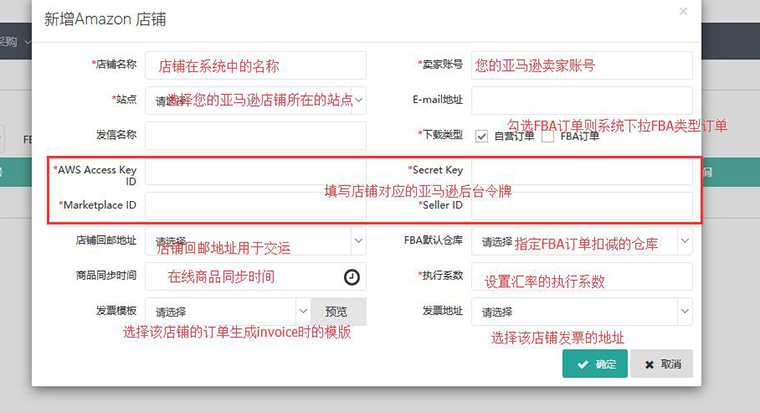 新增Amazon 店铺
×
采购
*店铺名称 店铺在系统中的名称
*卖家账号 您的亚马逊卖家账号
*站点 请选择 选择您的亚马逊店铺所在的站点
E-mail地址
发信名称
*下载类型 自营订单 FBA订单
勾选FBA订单则系统下拉FBA类型订单
*AWS Access Key ID
*Secret Key
填写店铺对应的亚马逊后台令牌
*Marketplace ID
*Seller ID
店铺回邮地址 请选择 店铺回邮地址用于交运
FBA默认仓库 请选择 指定FBA订单扣减的仓库
商品同步时间 在线商品同步时间
*执行系数 设置汇率的执行系数
发票模板 请选择 预览
发票地址 请选择
选择该店铺的订单生成invoice时的模版
选择该店铺发票的地址
确定
取消